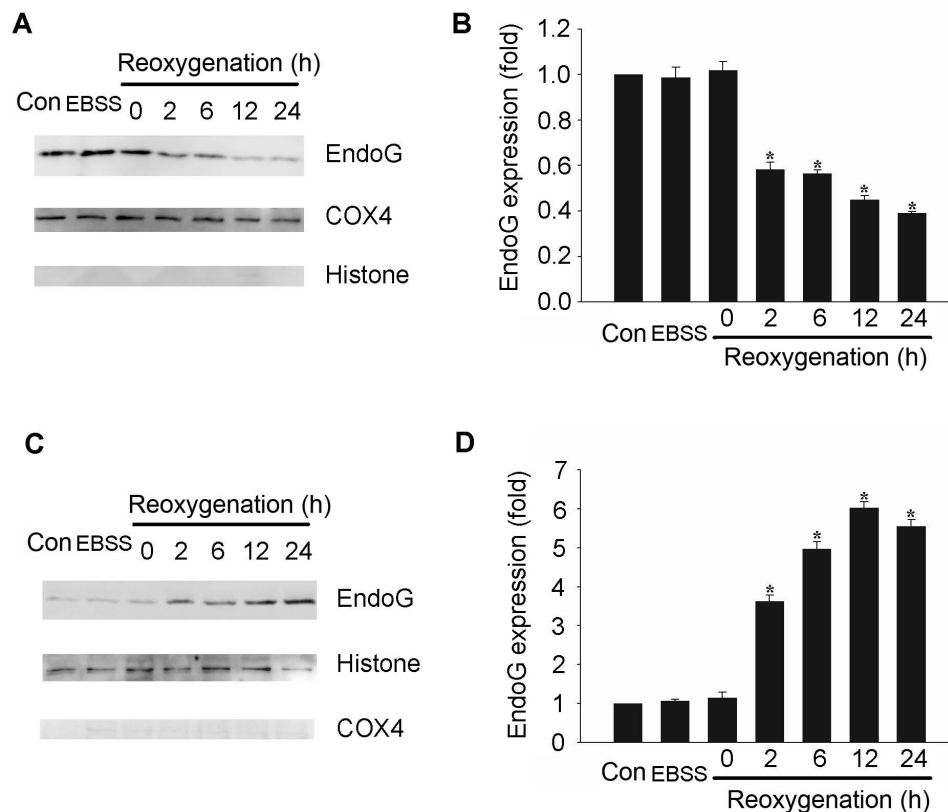 A
Reoxygenation (h)
Con EBSS 0 2 6 12 24
EndoG
COX4
Histone
B
EndoG expression (fold)
1.2
1.0
0.8
0.6
0.4
0.2
0.0
* * * *
Con EBSS 0 2 6 12 24
Reoxygenation (h)
C
Reoxygenation (h)
Con EBSS 0 2 6 12 24
EndoG
Histone
COX4
D
EndoG expression (fold)
7
6
5
4
3
2
1
0
* * * *
Con EBSS 0 2 6 12 24
Reoxygenation (h)